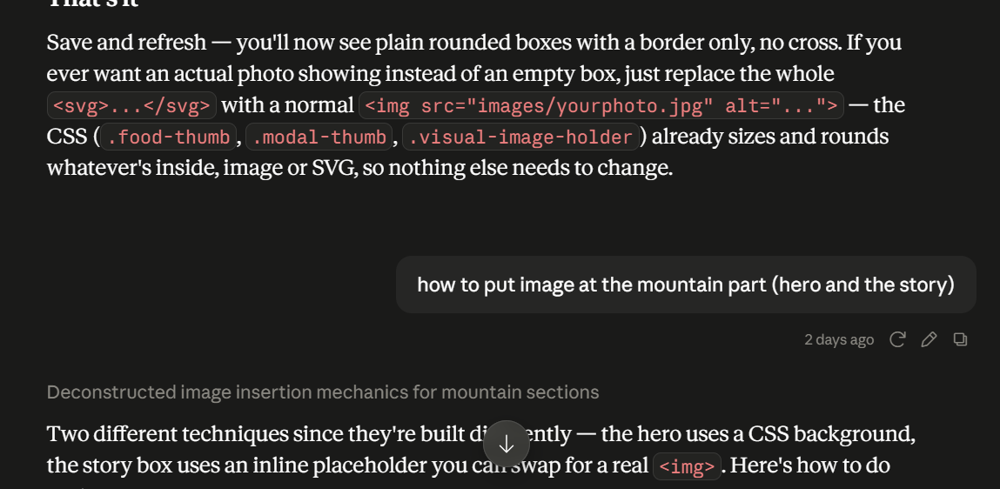 That's it
Save and refresh — you'll now see plain rounded boxes with a border only, no cross. If you
ever want an actual photo showing instead of an empty box, just replace the whole
<svg>...</svg> with a normal <img src="images/yourphoto.jpg" alt="..."> — the
CSS (.food-thumb, .modal-thumb, .visual-image-holder) already sizes and rounds
whatever's inside, image or SVG, so nothing else needs to change.
how to put image at the mountain part (hero and the story)
2 days ago
Deconstructed image insertion mechanics for mountain sections
Two different techniques since they're built differently — the hero uses a CSS background,
the story box uses an inline placeholder you can swap for a real <img>. Here's how to do